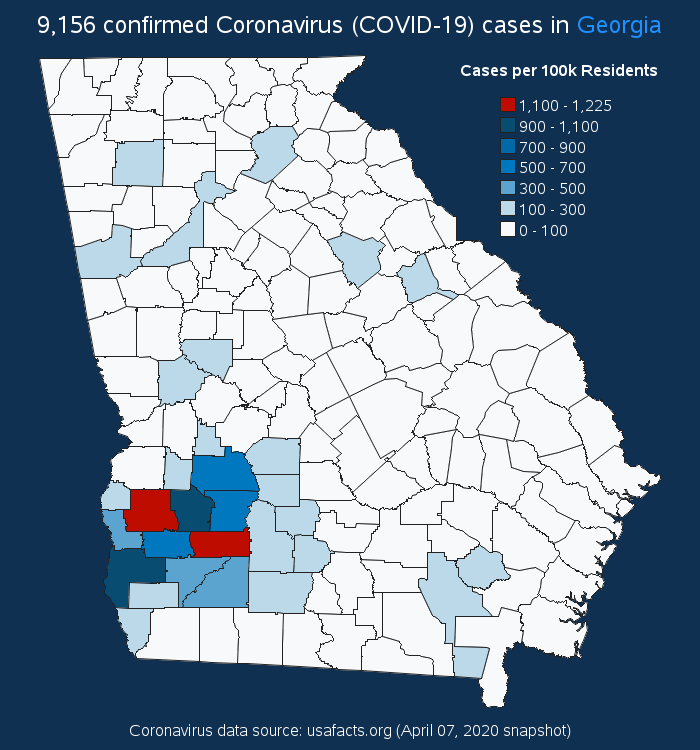 9,156 confirmed Coronavirus (COVID-19) cases in Georgia
Cases per 100k Residents
1,100 - 1,225
900 - 1,100
700 - 900
500 - 700
300 - 500
100 - 300
0 - 100
Coronavirus data source: usafacts.org (April 07, 2020 snapshot)